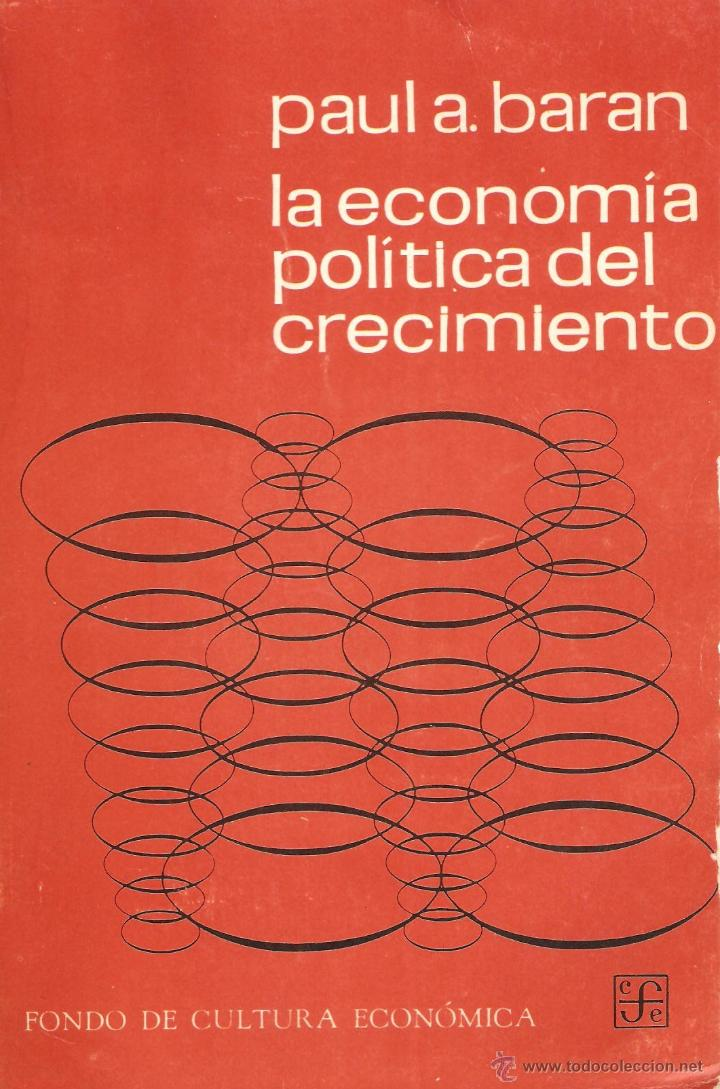 paul a. baran
la economía
política del
crecimiento
FONDO DE CULTURA ECONÓMICA
c f e
www.todocoleccion.net